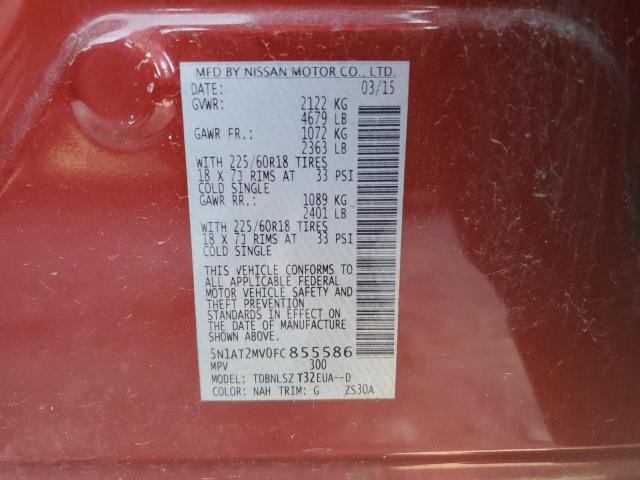 MFD BY NISSAN MOTOR CO., LTD.
DATE: 03/15
GVWR: 2122 KG
4679 LB
GAWR FR.: 1072 KG
2363 LB
WITH 225/60R18 TIRES
18 X 7J RIMS AT 33 PSI
COLD SINGLE
GAWR RR.: 1089 KG
2401 LB
WITH 225/60R18 TIRES
18 X 7J RIMS AT 33 PSI
COLD SINGLE
THIS VEHICLE CONFORMS TO
ALL APPLICABLE FEDERAL
MOTOR VEHICLE SAFETY AND
THEFT PREVENTION
STANDARDS IN EFFECT ON
THE DATE OF MANUFACTURE
SHOWN ABOVE.
5N1AT2MV0FC855586
MPV 300
MODEL: TDBNLSZ T32EUA--D
COLOR: NAH TRIM: G ZS30A